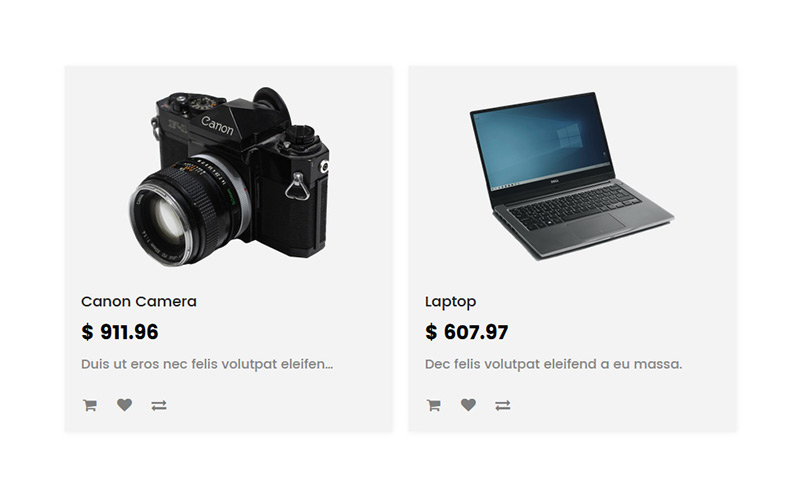 Canon
Canon Camera
$ 911.96
Duis ut eros nec felis volutpat eleifen...
DELL
Laptop
$ 607.97
Dec felis volutpat eleifend a eu massa.